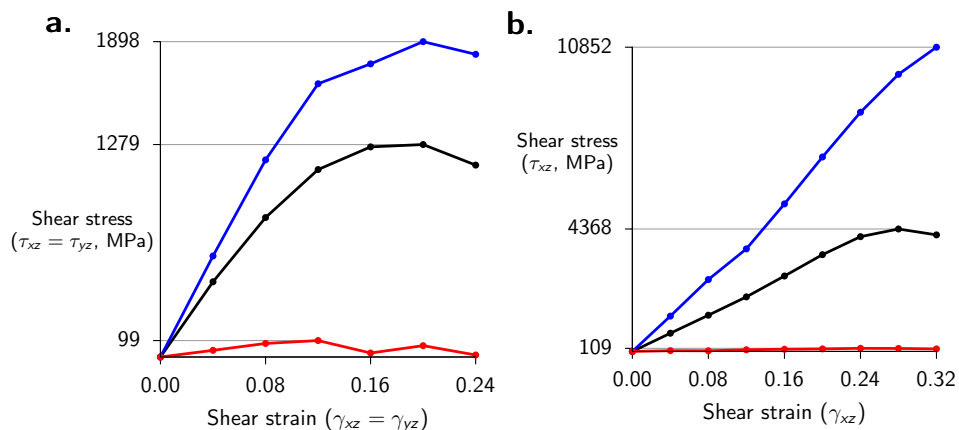 a.
1898
1279
99
Shear stress
(τxz = τyz, MPa)
0.00 0.08 0.16 0.24
Shear strain (γxz = γyz)
b.
10852
4368
109
Shear stress
(τxz, MPa)
0.00 0.08 0.16 0.24 0.32
Shear strain (γxz)